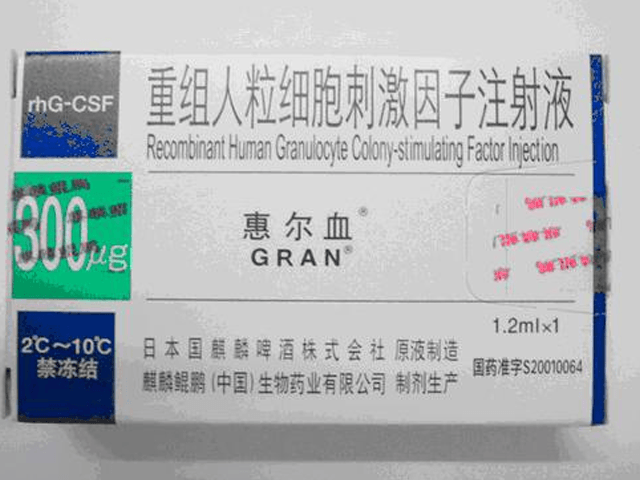 rhG-CSF
重组人粒细胞刺激因子注射液
Recombinant Human Granulocyte Colony-stimulating Factor Injection
300μg
惠尔血®
GRAN®
1.2ml×1
2℃～10℃
禁冻结
日本国麒麟啤酒株式会社 原液制造
麒麟鲲鹏(中国)生物药业有限公司 制剂生产
国药准字S20010064